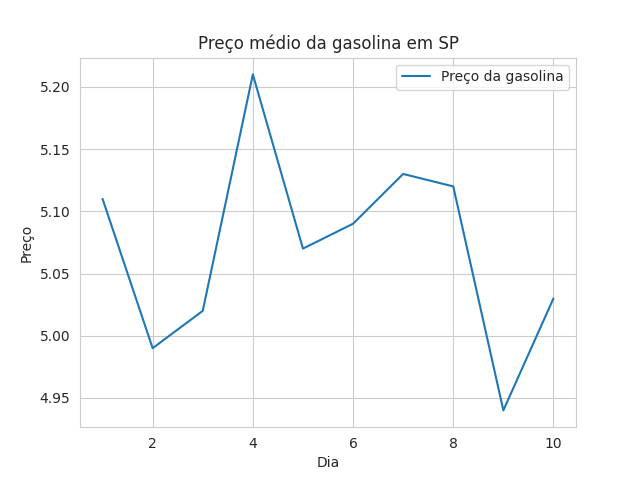 Preço médio da gasolina em SP
Preço da gasolina
5.20
5.15
5.10
5.05
5.00
4.95
Preço
2 4 6 8 10
Dia